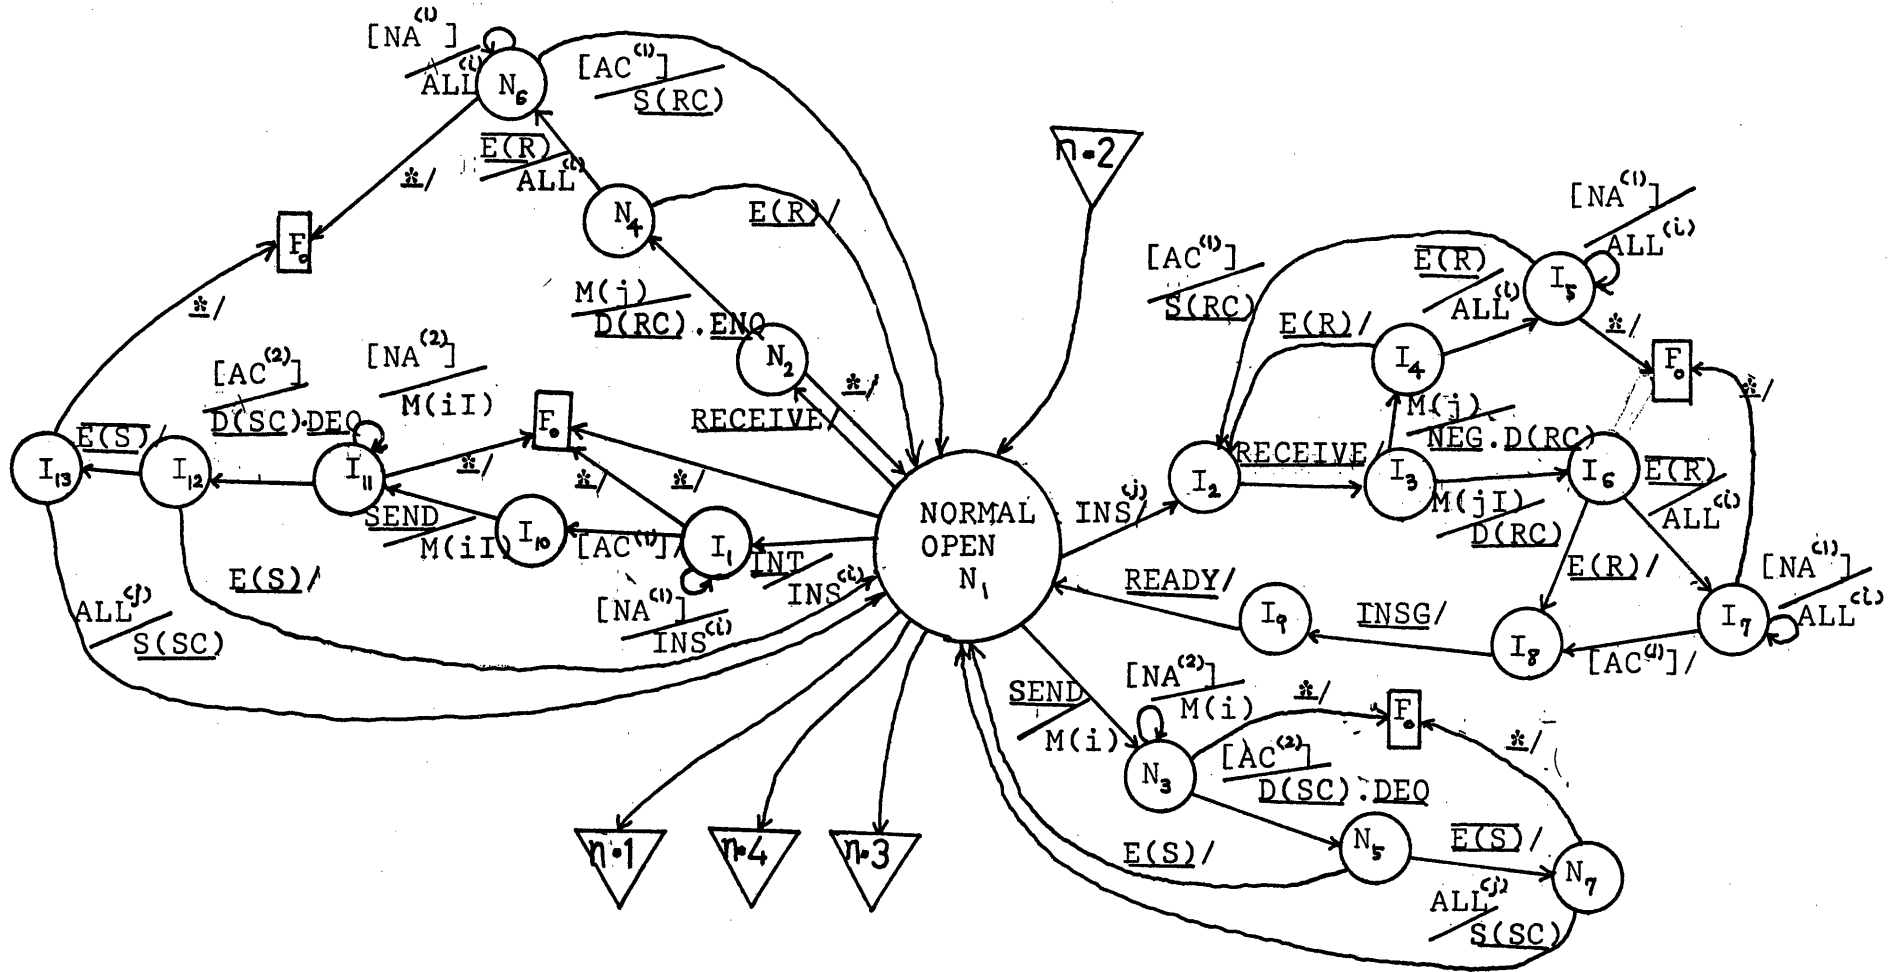 [NA(1)]
ALL(i)
N6
[AC(1)]
S(RC)
E(R)
ALL(i)
*/
N4
E(R)/
n·2
F0
*/
M(j)
D(RC).ENQ
N2
*/
RECEIVE/
[AC(2)]
D(SC).DEQ
[NA(2)]
M(iI)
F0
E(S)/
I13
I12
I11
*/
*/
*/
SEND
M(iI)
I10
[AC(1)]/
I1
INT
INS(i)
[NA(1)]
INS(i)
E(S)/
ALL(j)
S(SC)
NORMAL
OPEN
N1
[NA(1)]
ALL(i)
[AC(1)]
S(RC)
E(R)
ALL(i)
I5
E(R)/
I4
*/
F0
*/
M(j)
NEG.D(RC)
RECEIVE/
I2
I3
I6
INS(j)/
M(jI)
D(RC)
E(R)
ALL(i)
E(R)/
[NA(1)]
ALL(i)
READY/
I9
INSG/
I8
[AC(1)]/
I7
SEND
M(i)
[NA(2)]
M(i)
*/
F0
*/
N3
[AC(2)]
D(SC).DEQ
E(S)/
N5
E(S)/
N7
ALL(j)
S(SC)
n·1
n·4
n·3